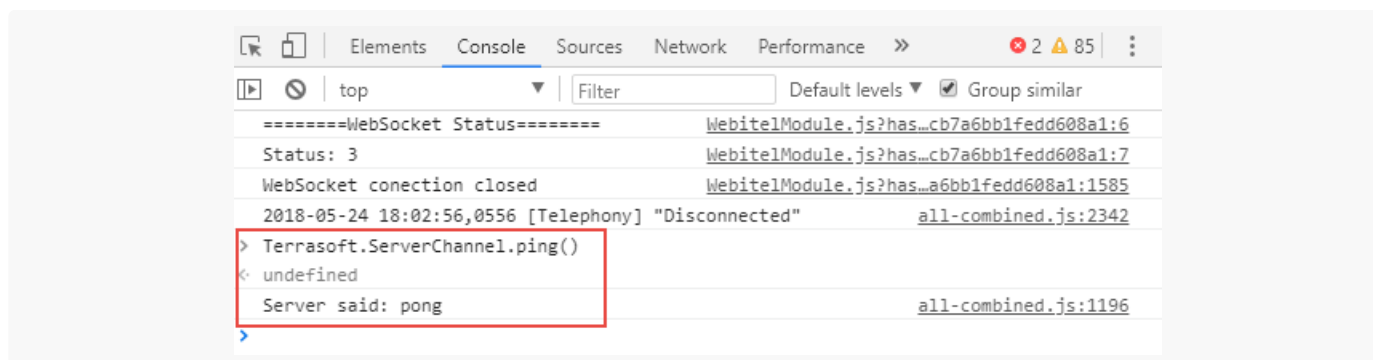 Elements Console Sources Network Performance » 2 85
top Filter Default levels Group similar
========WebSocket Status======== WebitelModule.js?has…cb7a6bb1fedd608a1:6
Status: 3 WebitelModule.js?has…cb7a6bb1fedd608a1:7
WebSocket conection closed WebitelModule.js?has…a6bb1fedd608a1:1585
2018-05-24 18:02:56,0556 [Telephony] "Disconnected" all-combined.js:2342
> Terrasoft.ServerChannel.ping()
undefined
Server said: pong all-combined.js:1196
>